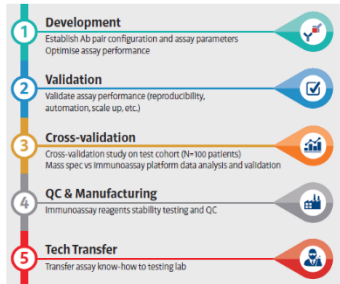 1
Development
Establish Ab pair configuration and assay parameters
Optimise assay performance
2
Validation
Validate assay performance (reproducibility,
automation, scale up, etc.)
3
Cross-validation
Cross-validation study on test cohort (N=100 patients)
Mass spec vs immunoassay platform data analysis and validation
4
QC & Manufacturing
Immunoassay reagents stability testing and QC
5
Tech Transfer
Transfer assay know-how to testing lab